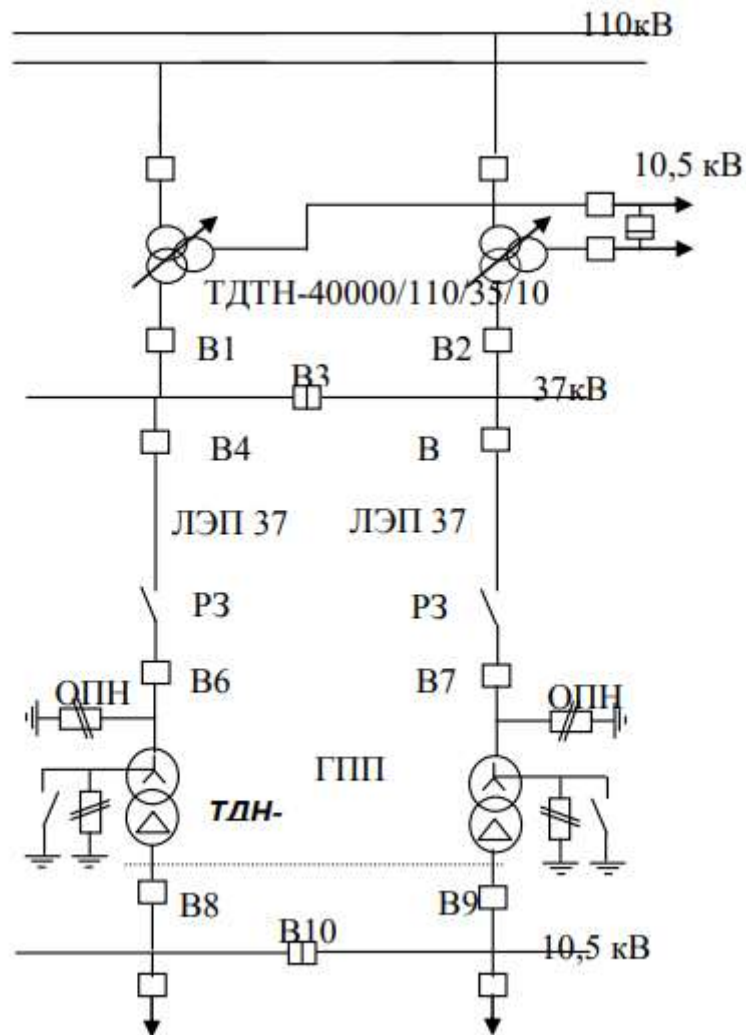 110кВ
10,5 кВ
ТДТН-40000/110/35/10
В1
В2
В3
37кВ
В4
В
ЛЭП 37
ЛЭП 37
РЗ
РЗ
В6
В7
ОПН
ОПН
ГПП
ТДН-
В8
В9
В10
10,5 кВ